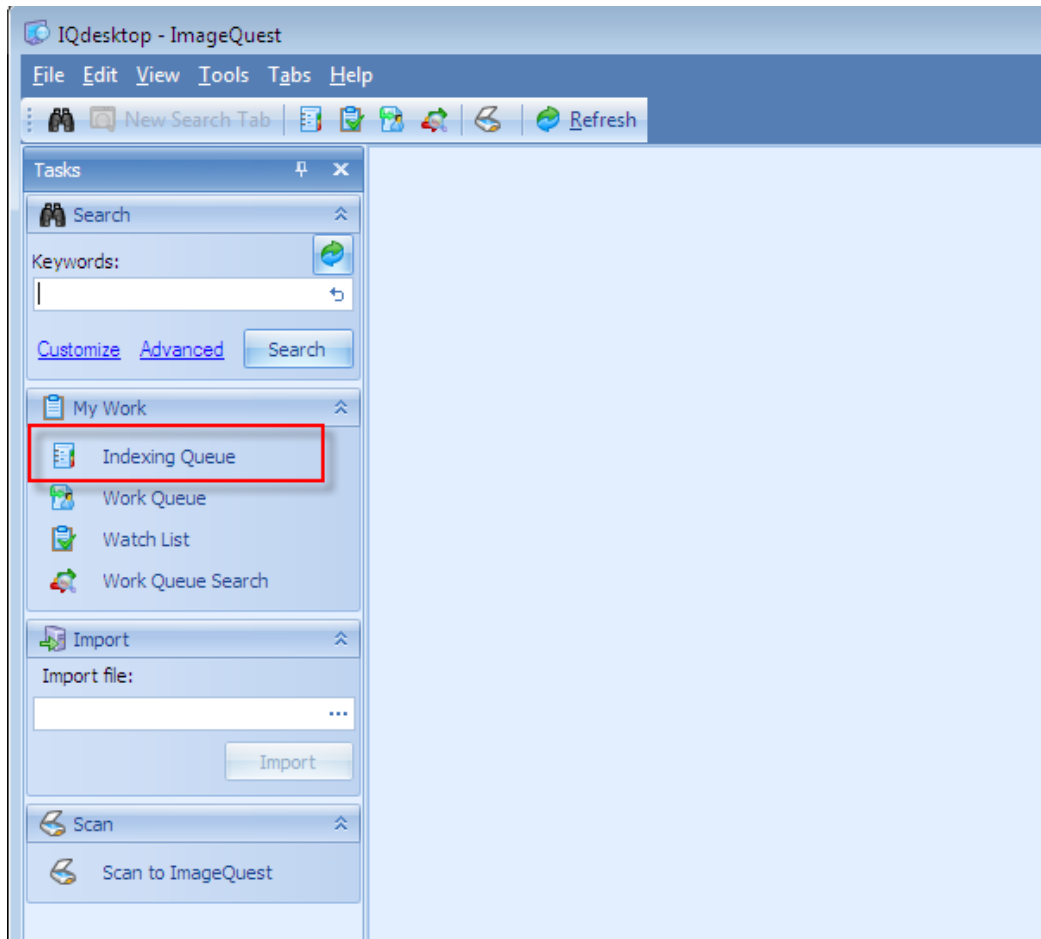 IQdesktop - ImageQuest
File Edit View Tools Tabs Help
New Search Tab Refresh
Tasks
Search
Keywords:
Customize Advanced Search
My Work
Indexing Queue
Work Queue
Watch List
Work Queue Search
Import
Import file:
...
Import
Scan
Scan to ImageQuest